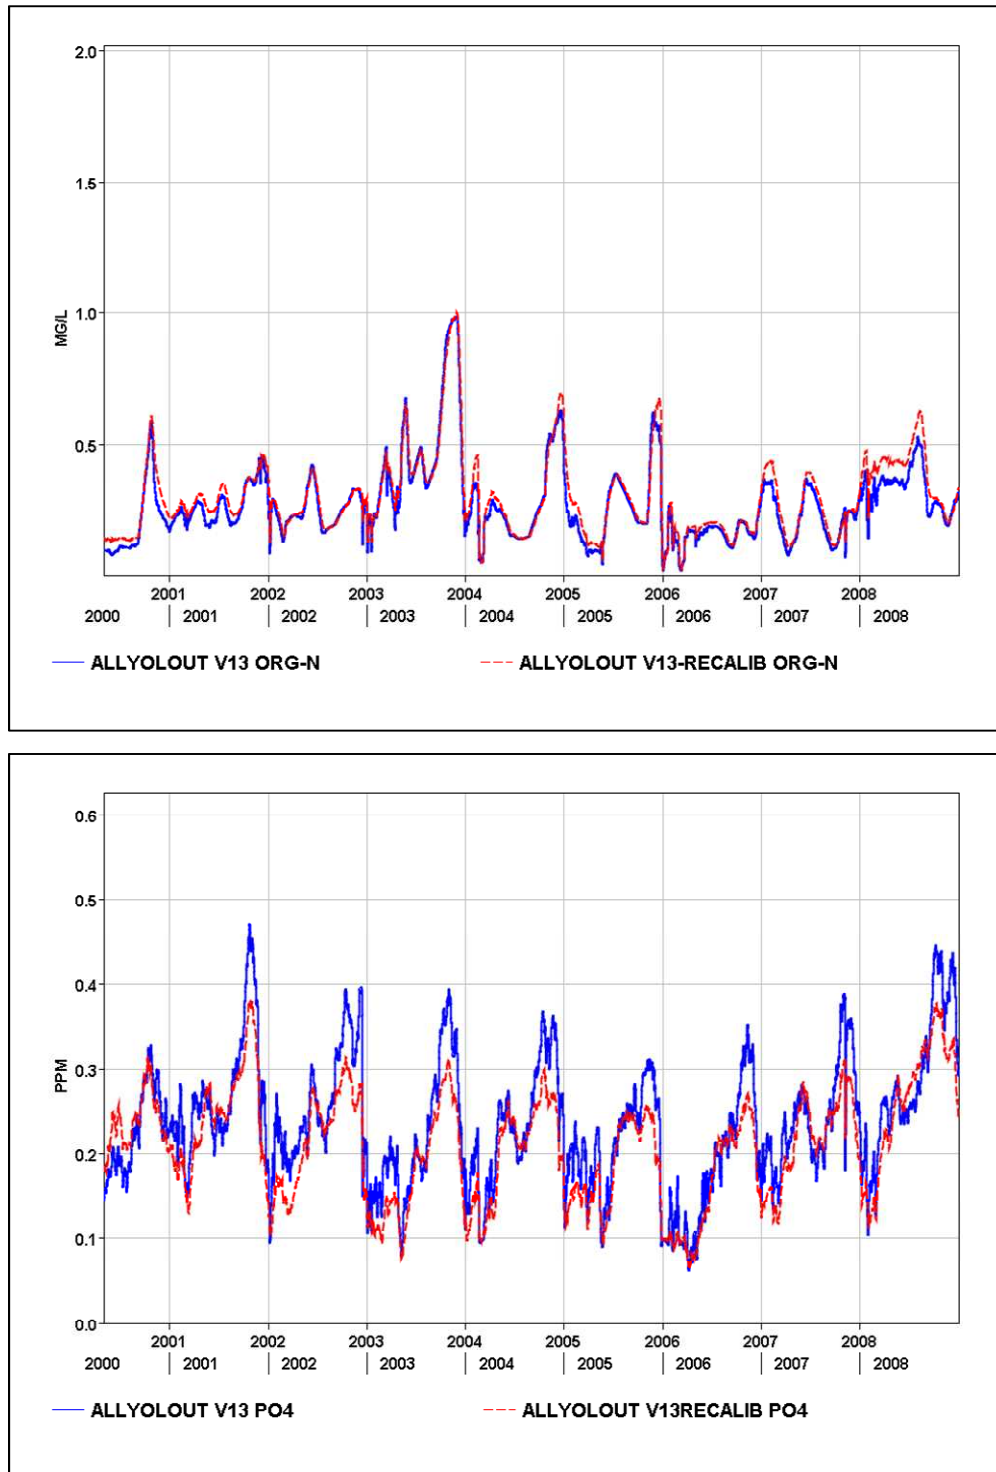 2.0
1.5
1.0
MG/L
0.5
2001 2002 2003 2004 2005 2006 2007 2008
2000 2001 2002 2003 2004 2005 2006 2007 2008
ALLYOLOUT V13 ORG-N ALLYOLOUT V13-RECALIB ORG-N
0.6
0.5
0.4
0.3
PPM
0.2
0.1
0.0
2001 2002 2003 2004 2005 2006 2007 2008
2000 2001 2002 2003 2004 2005 2006 2007 2008
ALLYOLOUT V13 PO4 ALLYOLOUT V13RECALIB PO4